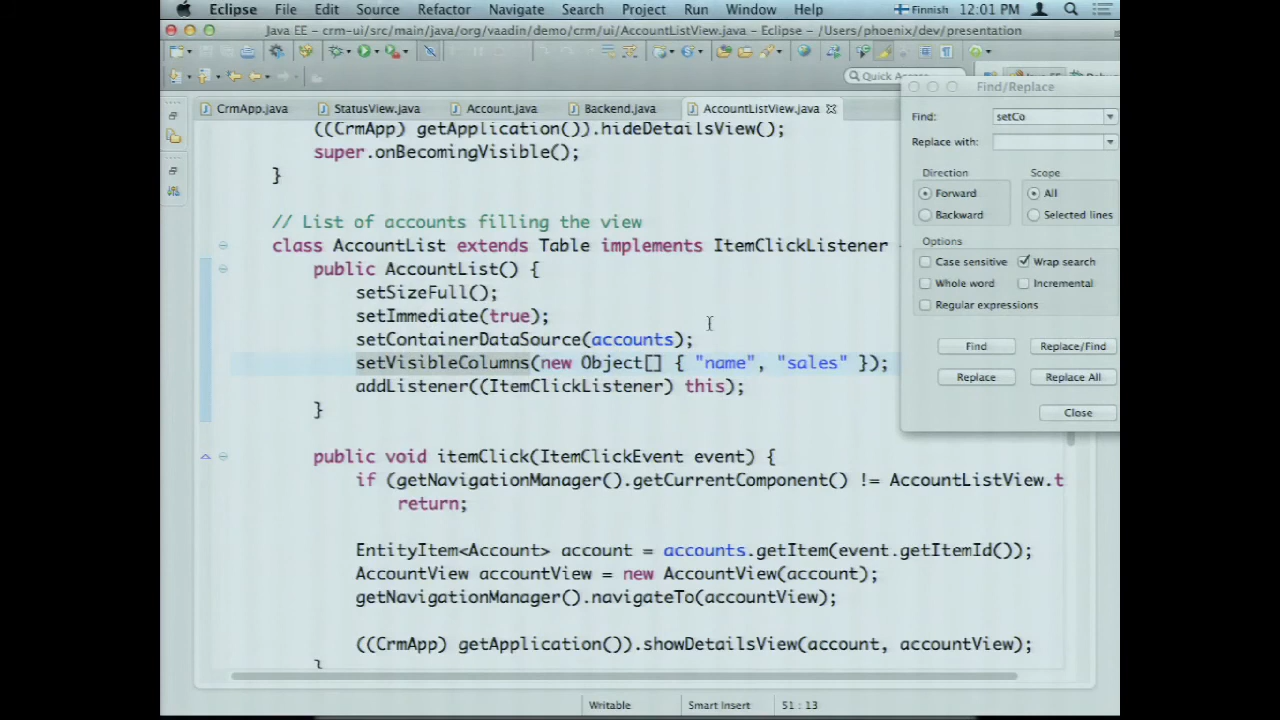 Eclipse File Edit Source Refactor Navigate Search Project Run Window Help Finnish 12:01 PM
Java EE - crm-ui/src/main/java/org/vaadin/demo/crm/ui/AccountListView.java - Eclipse - /Users/phoenix/dev/presentation
Quick Access
CrmApp.java StatusView.java Account.java Backend.java AccountListView.java
((CrmApp) getApplication()).hideDetailsView();
super.onBecomingVisible();
}
// List of accounts filling the view
class AccountList extends Table implements ItemClickListener
public AccountList() {
setSizeFull();
setImmediate(true);
setContainerDataSource(accounts);
setVisibleColumns(new Object[] { "name", "sales" });
addListener((ItemClickListener) this);
}
public void itemClick(ItemClickEvent event) {
if (getNavigationManager().getCurrentComponent() != AccountListView.t
return;
EntityItem<Account> account = accounts.getItem(event.getItemId());
AccountView accountView = new AccountView(account);
getNavigationManager().navigateTo(accountView);
((CrmApp) getApplication()).showDetailsView(account, accountView);
}
Find/Replace
Find: setCo
Replace with:
Direction Scope
Forward All
Backward Selected lines
Options
Case sensitive Wrap search
Whole word Incremental
Regular expressions
Find Replace/Find
Replace Replace All
Close
Writable Smart Insert 51 : 13